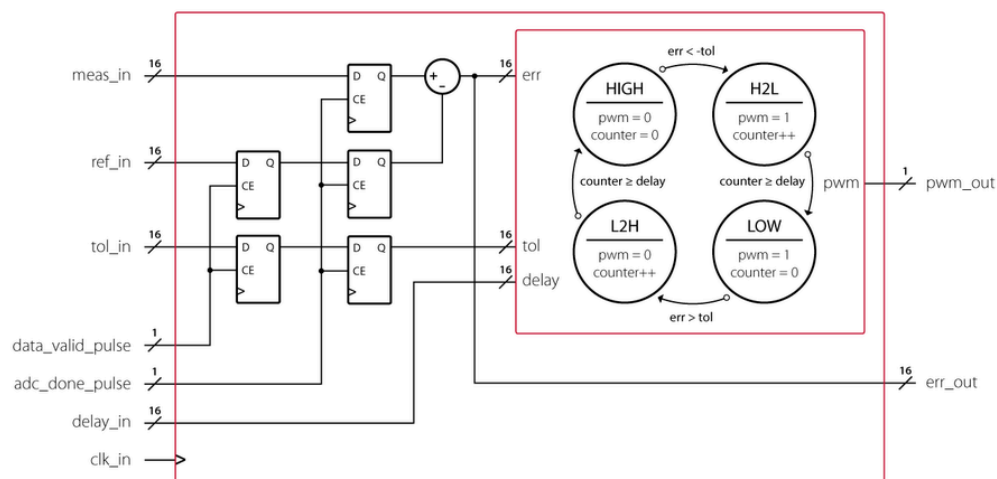 16
meas_in
D Q
CE
+
-
16
err
err < -tol
HIGH
pwm = 0
counter = 0
H2L
pwm = 1
counter++
16
ref_in
D Q
CE
D Q
CE
counter ≥ delay
counter ≥ delay
pwm
1
pwm_out
16
tol_in
D Q
CE
D Q
CE
16
tol
16
delay
L2H
pwm = 0
counter++
LOW
pwm = 1
counter = 0
err > tol
1
data_valid_pulse
1
adc_done_pulse
16
err_out
16
delay_in
clk_in